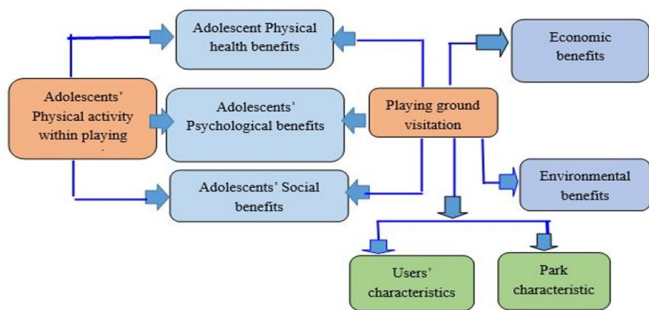 Adolescent Physical
health benefits
Economic
benefits
Adolescents’
Physical activity
within playing
.
Adolescents’
Psychological benefits
Playing ground
visitation
Adolescents’ Social
benefits
Environmental
benefits
Users’
characteristics
Park
characteristic